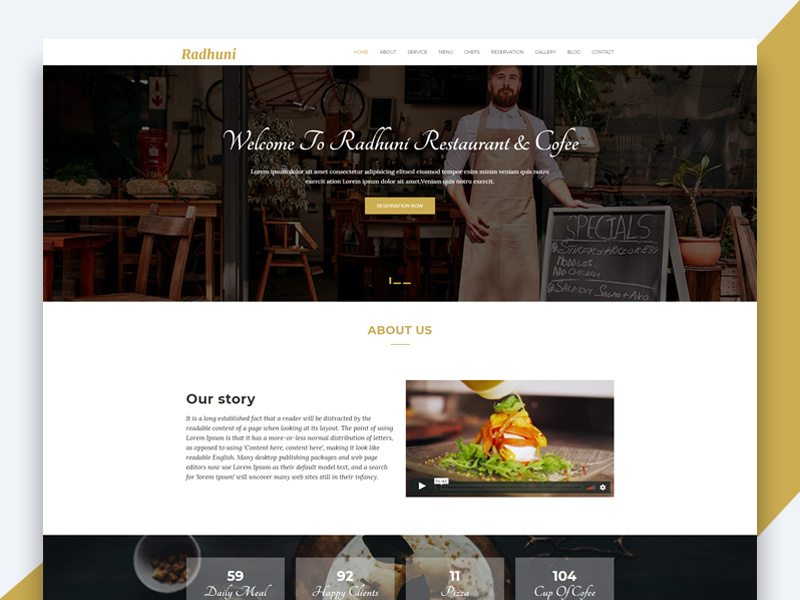 Radhuni
HOME ABOUT SERVICE MENU CHEFS RESERVATION GALLERY BLOG CONTACT
Welcome To Radhuni Restaurant & Cofee
Lorem ipsum dolor sit amet consectetur adipisicing elitsed eiusmod tempor enim minim veniam quis notru
exercit ation Lorem ipsum dolor sit amet.Veniam quis notru exercit.
RESERVATION NOW
SPECIALS
NOODLES
ADD CHICKEN
ABOUT US
Our story
It is a long established fact that a reader will be distracted by the
readable content of a page when looking at its layout. The point of using
Lorem Ipsum is that it has a more-or-less normal distribution of letters,
as opposed to using 'Content here, content here', making it look like
readable English. Many desktop publishing packages and web page
editors now use Lorem Ipsum as their default model text, and a search
for 'lorem ipsum' will uncover many web sites still in their infancy.
59 92 11 104
Daily Meal Happy Clients Pizza Cup Of Cofee